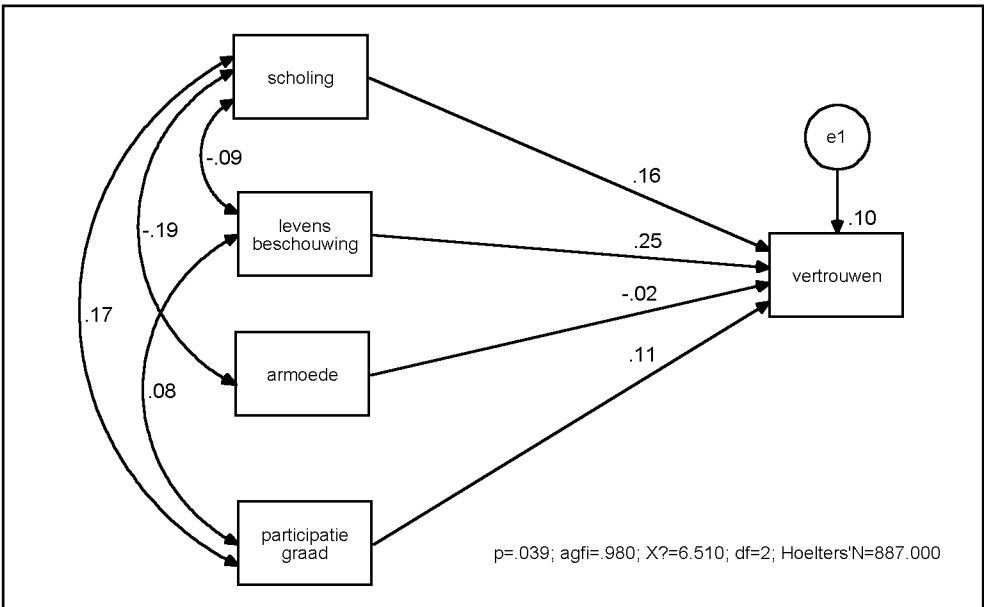 scholing
e1
-.09
.16
.10
levens
beschouwing
-.19
.25
vertrouwen
-.02
.17
armoede
.11
.08
participatie
graad
p=.039; agfi=.980; X?=6.510; df=2; Hoelters'N=887.000